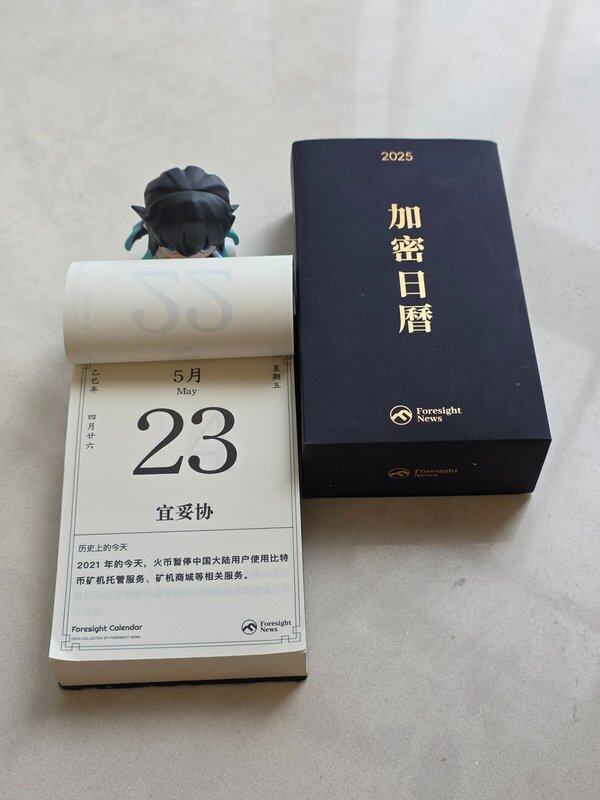 2025
加密日曆
Foresight
News
Foresight
News
22
乙巳年
四月廿六
5月
May
星期五
23
宜妥协
历史上的今天
2021 年的今天，火币暂停中国大陆用户使用比特
币矿机托管服务、矿机商城等相关服务。
Foresight Calendar
DATA COLLECTED BY FORESIGHT NEWS
Foresight
News